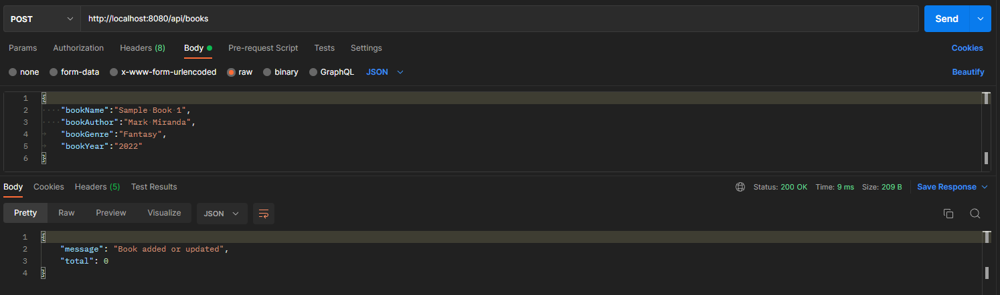 POST http://localhost:8080/api/books Send
Params Authorization Headers (8) Body Pre-request Script Tests Settings Cookies
none form-data x-www-form-urlencoded raw binary GraphQL JSON Beautify
1 {
2 "bookName":"Sample Book 1",
3 "bookAuthor":"Mark Miranda",
4 "bookGenre":"Fantasy",
5 "bookYear":"2022"
6 }
Body Cookies Headers (5) Test Results Status: 200 OK Time: 9 ms Size: 209 B Save Response
Pretty Raw Preview Visualize JSON
1 {
2 "message": "Book added or updated",
3 "total": 0
4 }